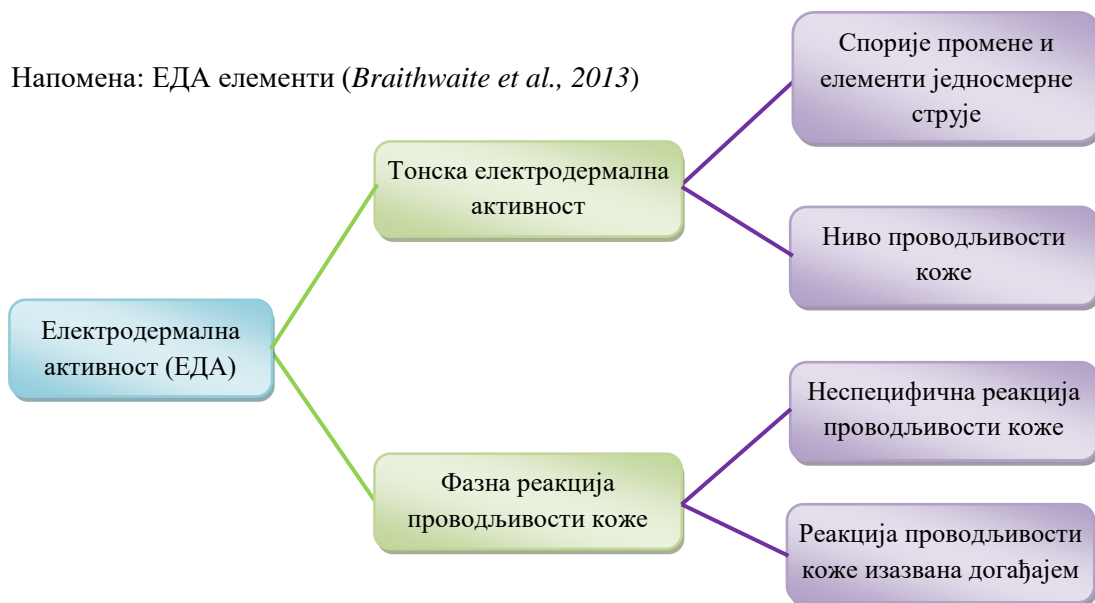 Напомена: ЕДА елементи (Braithwaite et al., 2013)
Електродермална
активност (ЕДА)
Тонска електродермална
активност
Спорије промене и
елементи једносмерне
струје
Ниво проводљивости
коже
Фазна реакција
проводљивости коже
Неспецифична реакција
проводљивости коже
Реакција проводљивости
коже изазвана догађајем